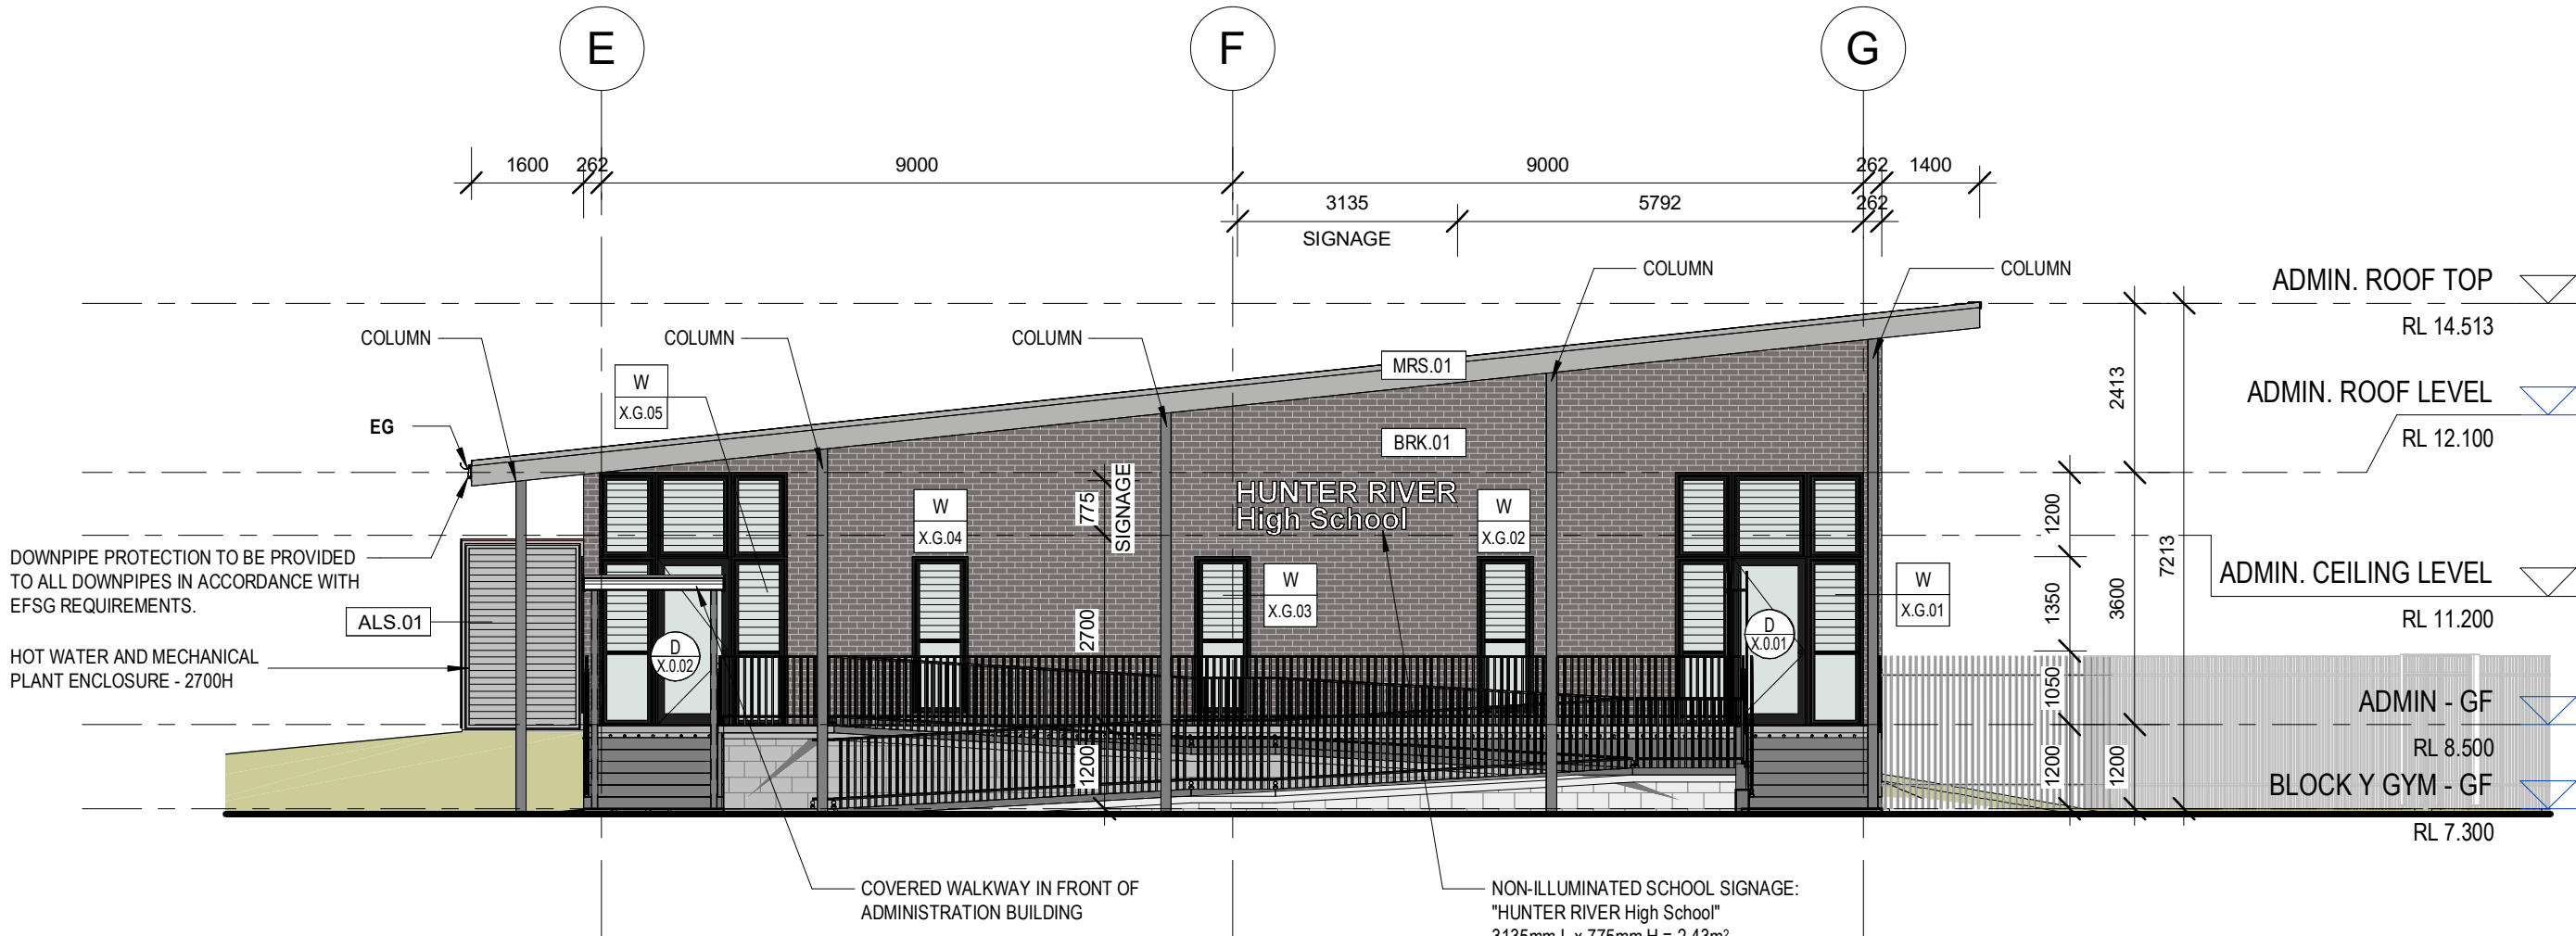 E
F
G
1600
262
9000
9000
262
1400
3135
5792
262
SIGNAGE
COLUMN
COLUMN
ADMIN. ROOF TOP
RL 14.513
COLUMN
COLUMN
COLUMN
MRS.01
W
X.G.05
2413
ADMIN. ROOF LEVEL
RL 12.100
EG
BRK.01
775
SIGNAGE
HUNTER RIVER
High School
W
X.G.04
W
X.G.02
1200
7213
DOWNPIPE PROTECTION TO BE PROVIDED
TO ALL DOWNPIPES IN ACCORDANCE WITH
EFSG REQUIREMENTS.
W
X.G.03
W
X.G.01
1350
3600
ADMIN. CEILING LEVEL
RL 11.200
ALS.01
2700
D
X.0.02
D
X.0.01
HOT WATER AND MECHANICAL
PLANT ENCLOSURE - 2700H
1050
ADMIN - GF
RL 8.500
1200
1200
1200
BLOCK Y GYM - GF
RL 7.300
COVERED WALKWAY IN FRONT OF
ADMINISTRATION BUILDING
NON-ILLUMINATED SCHOOL SIGNAGE:
"HUNTER RIVER High School"
3135mm L x 775mm H = 2.43m²